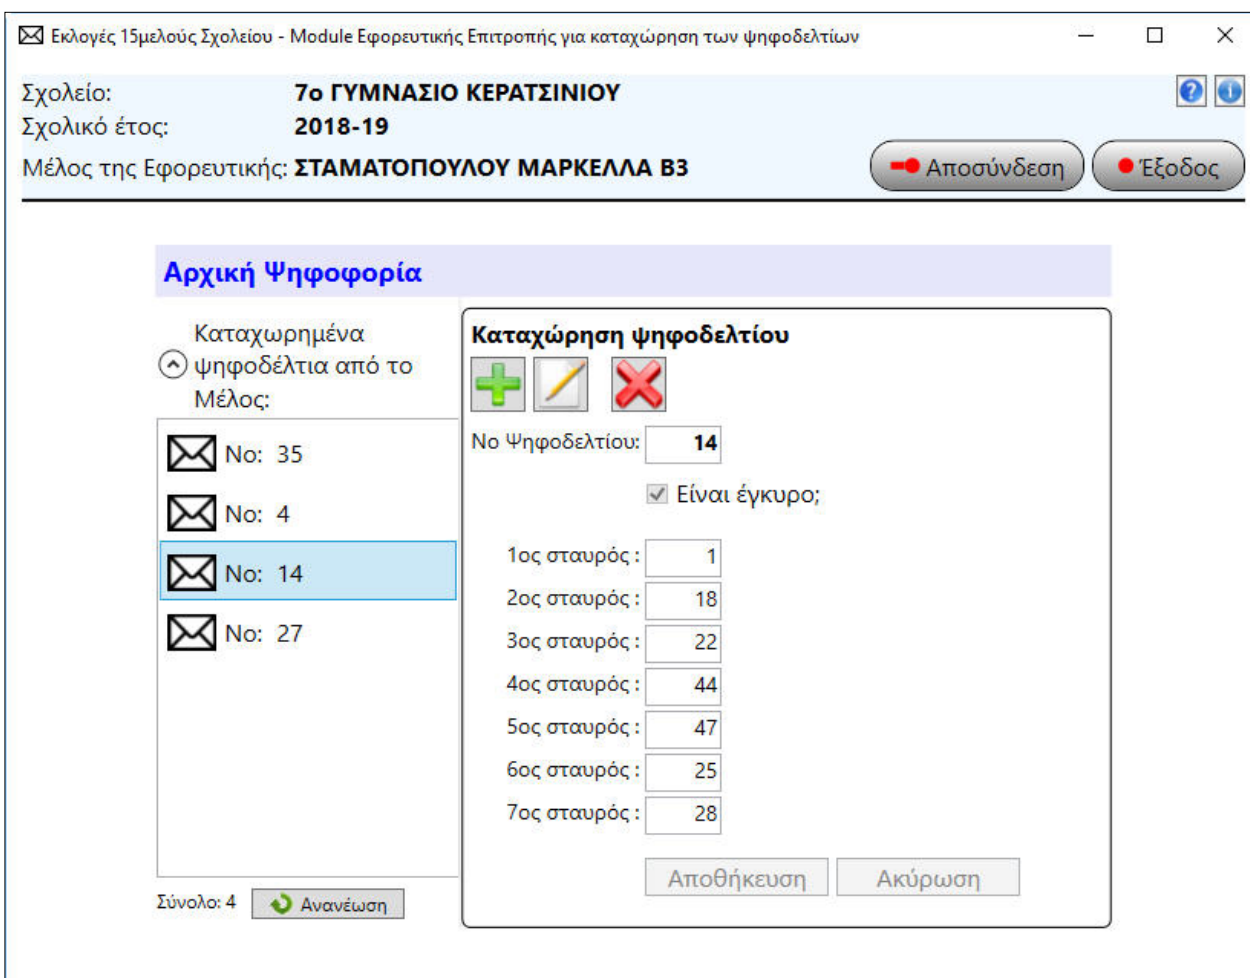 Εκλογές 15μελούς Σχολείου - Module Εφορευτικής Επιτροπής για καταχώρηση των ψηφοδελτίων
Σχολείο: 7ο ΓΥΜΝΑΣΙΟ ΚΕΡΑΤΣΙΝΙΟΥ
Σχολικό έτος: 2018-19
Μέλος της Εφορευτικής: ΣΤΑΜΑΤΟΠΟΥΛΟΥ ΜΑΡΚΕΛΛΑ Β3
Αποσύνδεση
Έξοδος
Αρχική Ψηφοφορία
Καταχωρημένα
ψηφοδέλτια από το
Μέλος:
No: 35
No: 4
No: 14
No: 27
Σύνολο: 4
Ανανέωση
Καταχώρηση ψηφοδελτίου
Νο Ψηφοδελτίου: 14
Είναι έγκυρο;
1ος σταυρός : 1
2ος σταυρός : 18
3ος σταυρός : 22
4ος σταυρός : 44
5ος σταυρός : 47
6ος σταυρός : 25
7ος σταυρός : 28
Αποθήκευση
Ακύρωση